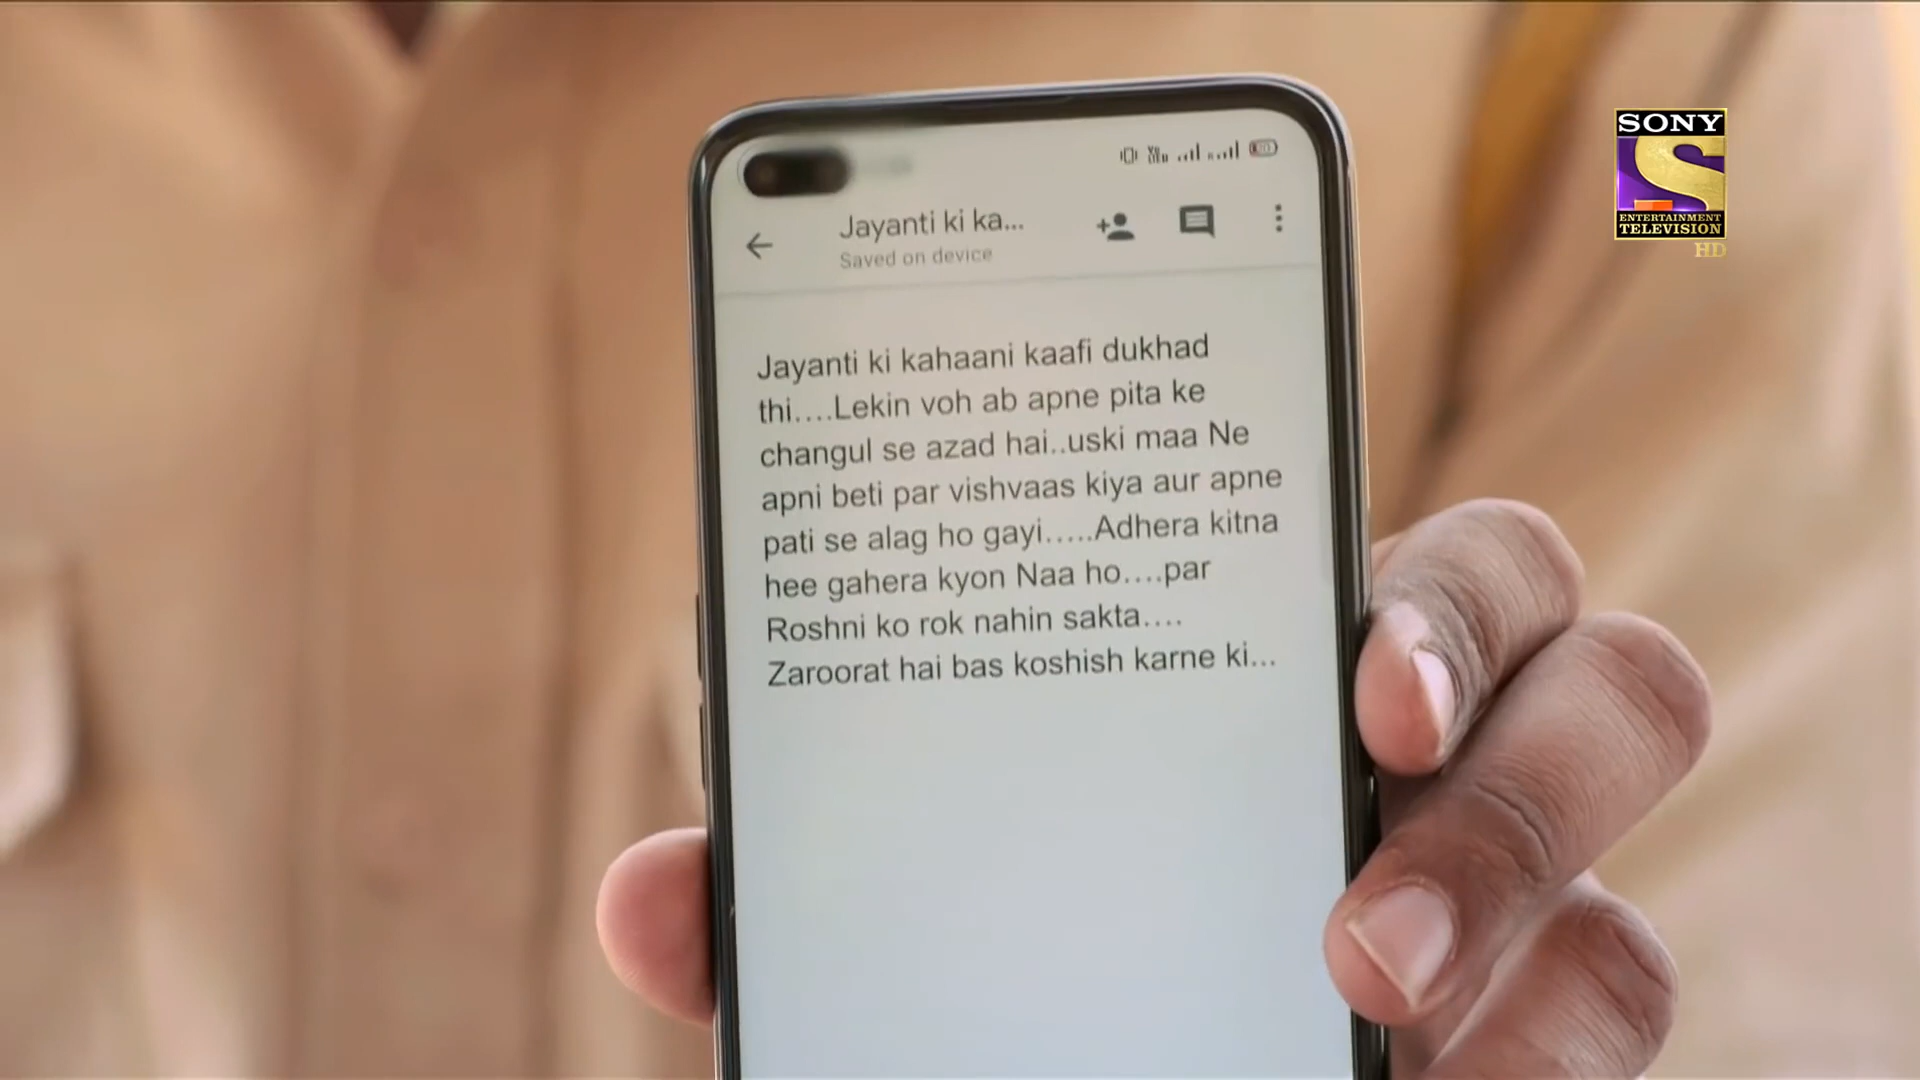 Jayanti ki ka...
Saved on device
Jayanti ki kahaani kaafi dukhad
thi....Lekin voh ab apne pita ke
changul se azad hai..uski maa Ne
apni beti par vishvaas kiya aur apne
pati se alag ho gayi.....Adhera kitna
hee gahera kyon Naa ho....par
Roshni ko rok nahin sakta....
Zaroorat hai bas koshish karne ki...
SONY
ENTERTAINMENT
TELEVISION
HD